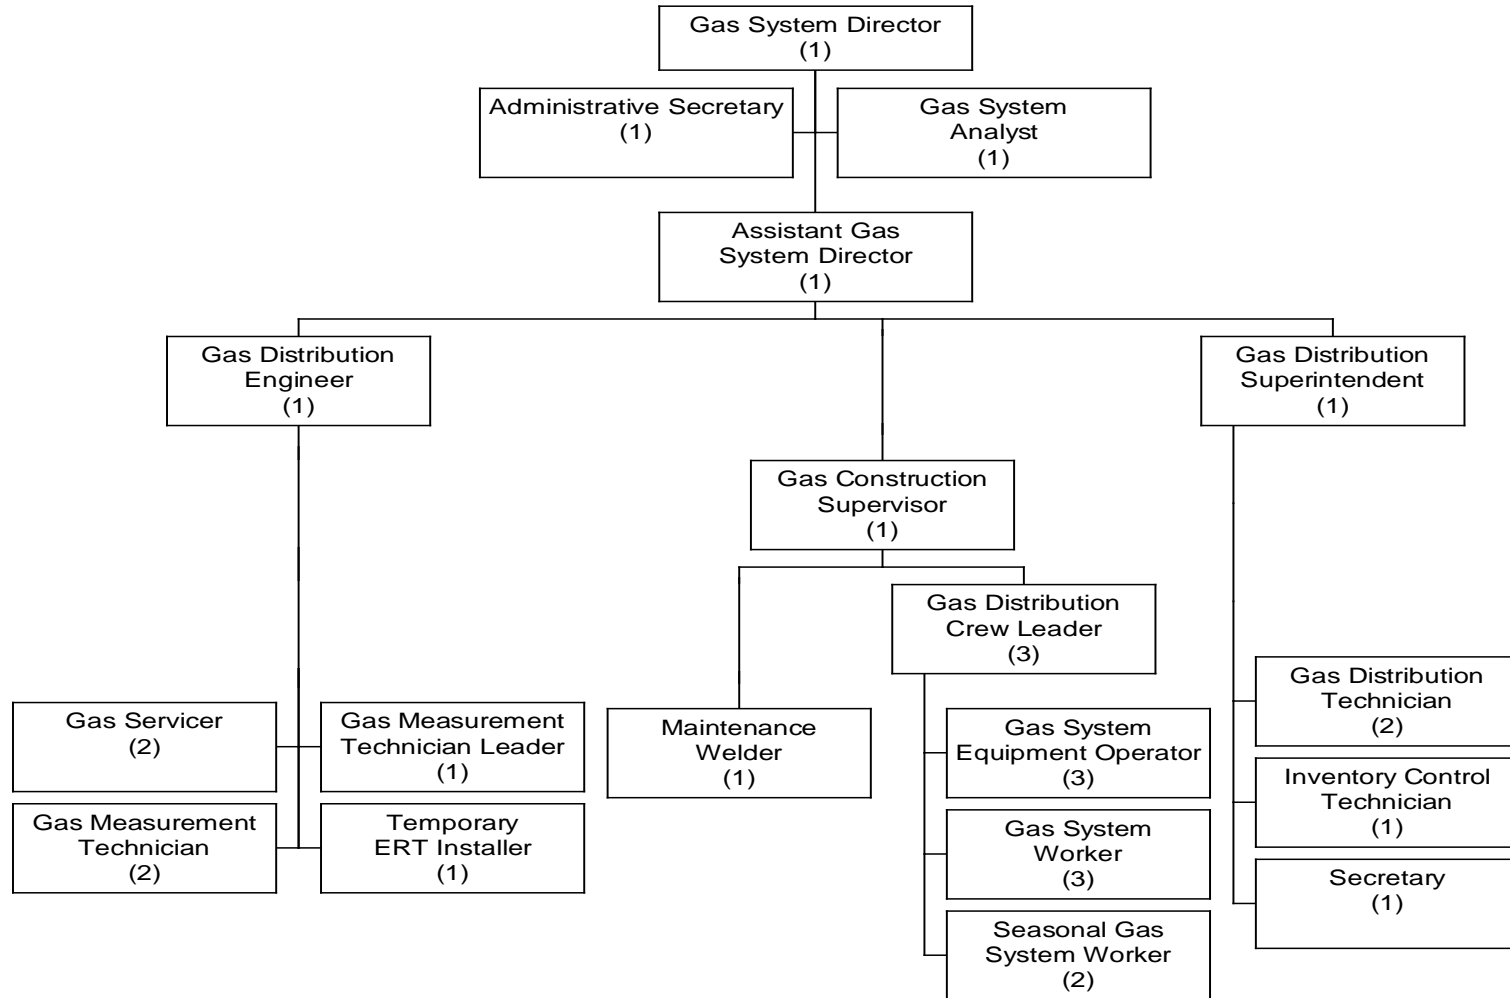 Gas System Director
(1)
Administrative Secretary
(1)
Gas System
Analyst
(1)
Assistant Gas
System Director
(1)
Gas Distribution
Engineer
(1)
Gas Distribution
Superintendent
(1)
Gas Construction
Supervisor
(1)
Gas Distribution
Crew Leader
(3)
Gas Servicer
(2)
Gas Measurement
Technician Leader
(1)
Gas Measurement
Technician
(2)
Temporary
ERT Installer
(1)
Maintenance
Welder
(1)
Gas System
Equipment Operator
(3)
Gas System
Worker
(3)
Seasonal Gas
System Worker
(2)
Gas Distribution
Technician
(2)
Inventory Control
Technician
(1)
Secretary
(1)